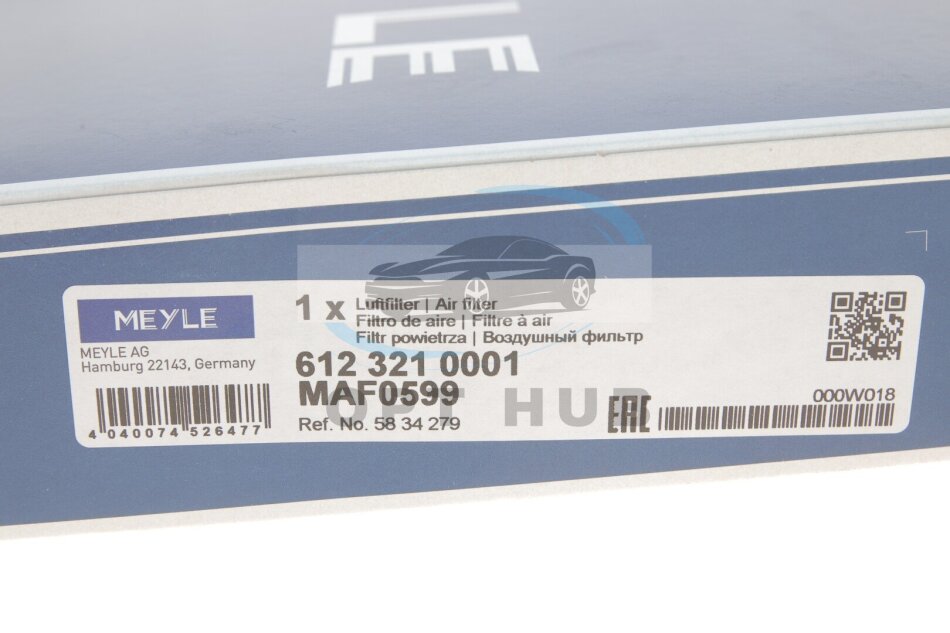 MEYLE
MEYLE AG
Hamburg 22143, Germany
4 040074 526477
1 x
Luftfilter | Air filter
Filtro de aire | Filtre à air
Filtr powietrza | Воздушный фильтр
612 321 0001
MAF0599
Ref. No. 58 34 279
EAC
000W018
OPT HUB